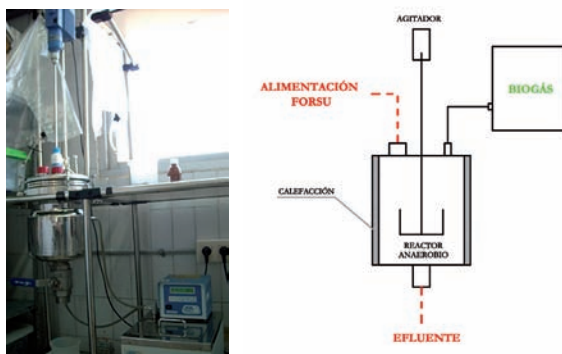 AGITADOR
ALIMENTACIÓN
FORSU
BIOGÁS
CALEFACCIÓN
REACTOR
ANAEROBIO
EFLUENTE